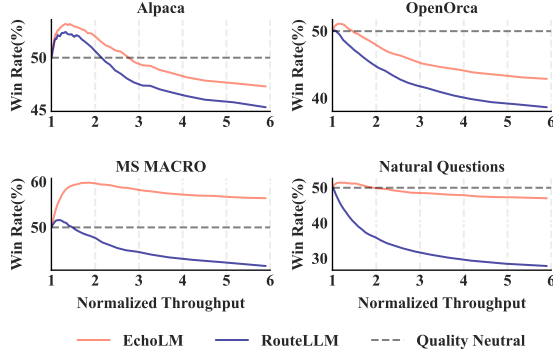 Alpaca
Win Rate(%)
50
45
1 2 3 4 5 6
OpenOrca
Win Rate(%)
50
40
1 2 3 4 5 6
MS MACRO
Win Rate(%)
60
50
1 2 3 4 5 6
Normalized Throughput
Natural Questions
Win Rate(%)
50
40
30
1 2 3 4 5 6
Normalized Throughput
EchoLM RouteLLM Quality Neutral